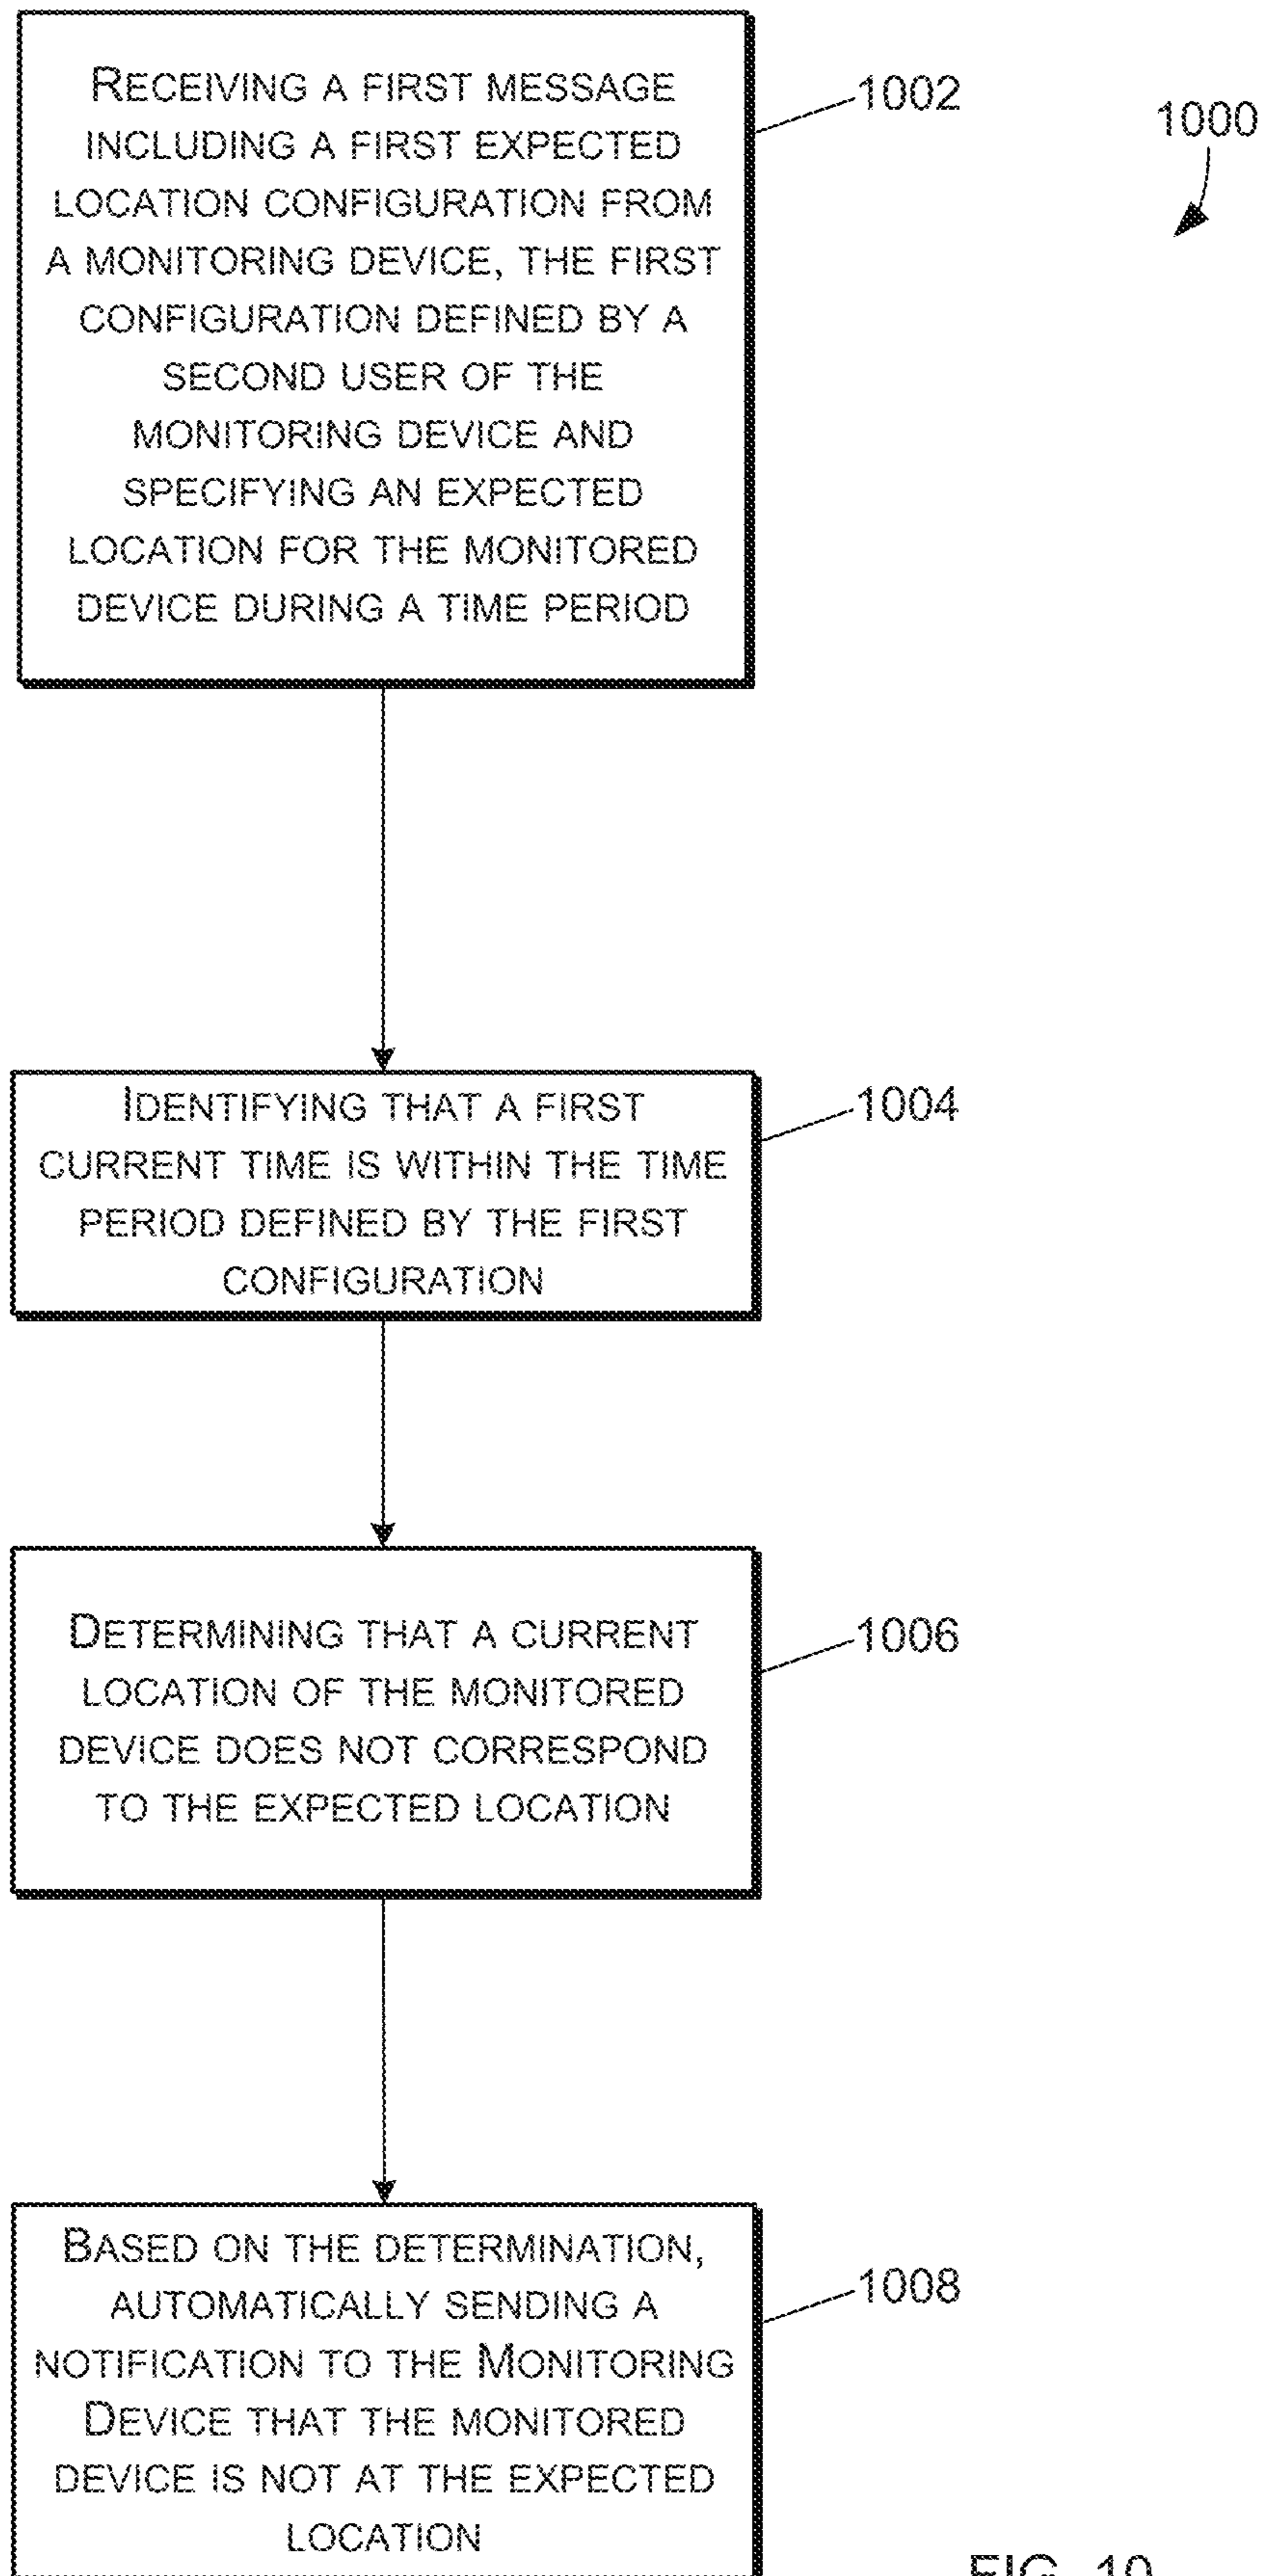 RECEIVING A FIRST MESSAGE
INCLUDING A FIRST EXPECTED
LOCATION CONFIGURATION FROM
A MONITORING DEVICE, THE FIRST
CONFIGURATION DEFINED BY A
SECOND USER OF THE
MONITORING DEVICE AND
SPECIFYING AN EXPECTED
LOCATION FOR THE MONITORED
DEVICE DURING A TIME PERIOD
1002
1000
IDENTIFYING THAT A FIRST
CURRENT TIME IS WITHIN THE TIME
PERIOD DEFINED BY THE FIRST
CONFIGURATION
1004
DETERMINING THAT A CURRENT
LOCATION OF THE MONITORED
DEVICE DOES NOT CORRESPOND
TO THE EXPECTED LOCATION
1006
BASED ON THE DETERMINATION,
AUTOMATICALLY SENDING A
NOTIFICATION TO THE MONITORING
DEVICE THAT THE MONITORED
DEVICE IS NOT AT THE EXPECTED
LOCATION
1008
FIG. 10